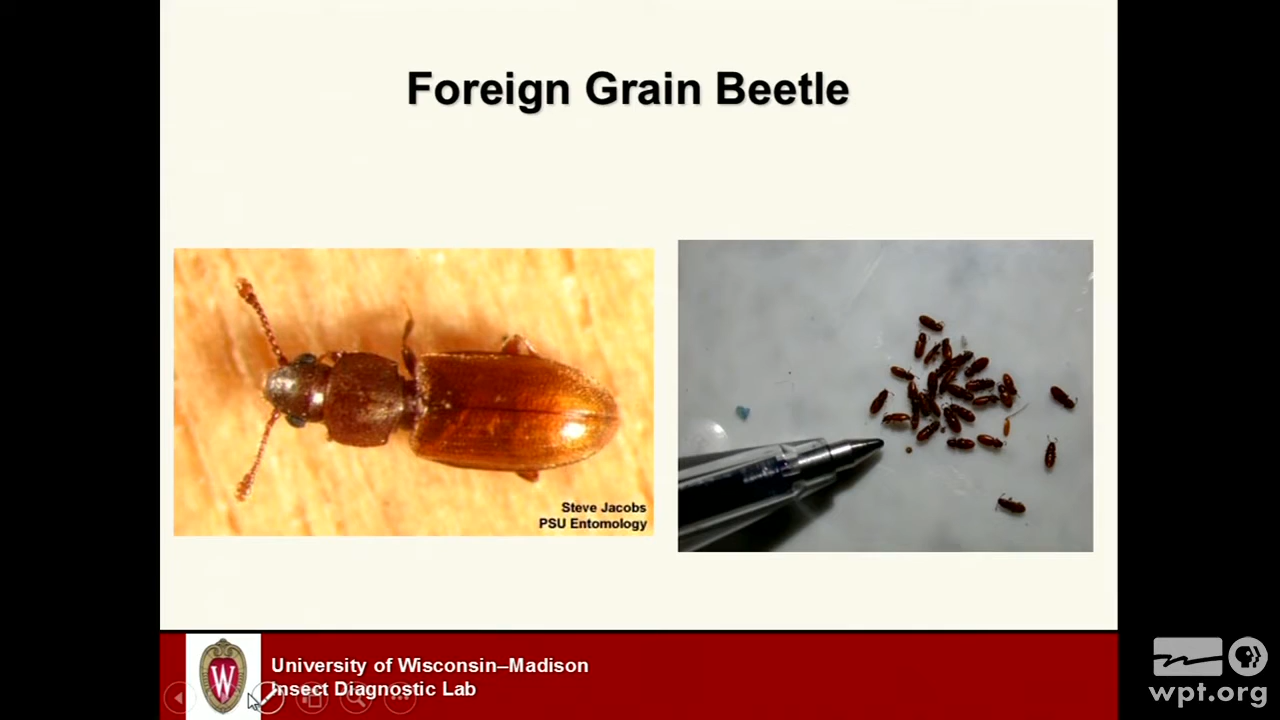 Foreign Grain Beetle
Steve Jacobs
PSU Entomology
W
University of Wisconsin–Madison
Insect Diagnostic Lab
wpt.org